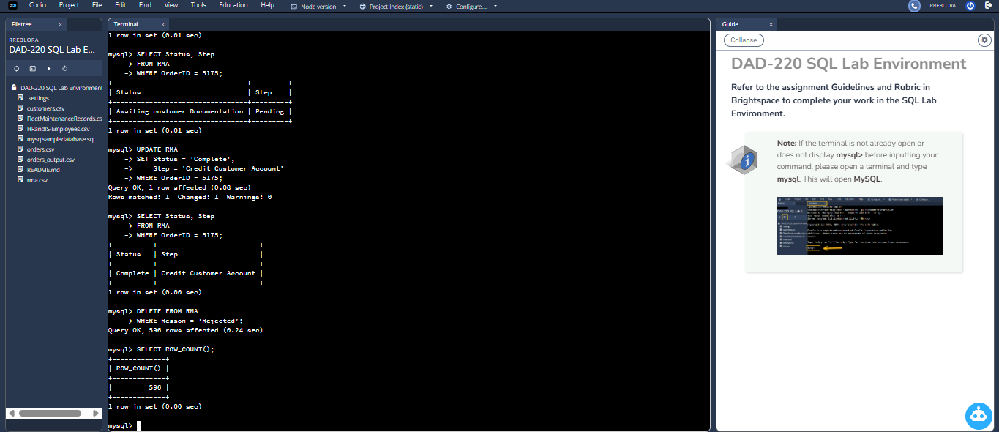 Codio Project File Edit Find View Tools Education Help Node version Project Index (static) Configure... RREBLORA
Filetree x
RREBLORA
DAD-220 SQL Lab E...
DAD-220 SQL Lab Environment
.settings
customers.csv
FleetMaintenanceRecords.cs
HRandIS-Employees.csv
mysqlsampledatabase.sql
orders.csv
orders_output.csv
README.md
rma.csv
Terminal x
1 row in set (0.01 sec)
mysql> SELECT Status, Step
-> FROM RMA
-> WHERE OrderID = 5175;
+--------------------------------+---------+
| Status | Step |
+--------------------------------+---------+
| Awaiting customer Documentation | Pending |
+--------------------------------+---------+
1 row in set (0.01 sec)
mysql> UPDATE RMA
-> SET Status = 'Complete',
-> Step = 'Credit Customer Account'
-> WHERE OrderID = 5175;
Query OK, 1 row affected (0.08 sec)
Rows matched: 1 Changed: 1 Warnings: 0
mysql> SELECT Status, Step
-> FROM RMA
-> WHERE OrderID = 5175;
+----------+-------------------------+
| Status | Step |
+----------+-------------------------+
| Complete | Credit Customer Account |
+----------+-------------------------+
1 row in set (0.00 sec)
mysql> DELETE FROM RMA
-> WHERE Reason = 'Rejected';
Query OK, 596 rows affected (0.24 sec)
mysql> SELECT ROW_COUNT();
+-------------+
| ROW_COUNT() |
+-------------+
| 596 |
+-------------+
1 row in set (0.00 sec)
mysql>
Guide x
Collapse
DAD-220 SQL Lab Environment
Refer to the assignment Guidelines and Rubric in
Brightspace to complete your work in the SQL Lab
Environment.
Note: If the terminal is not already open or
does not display mysql> before inputting your
command, please open a terminal and type
mysql. This will open MySQL.